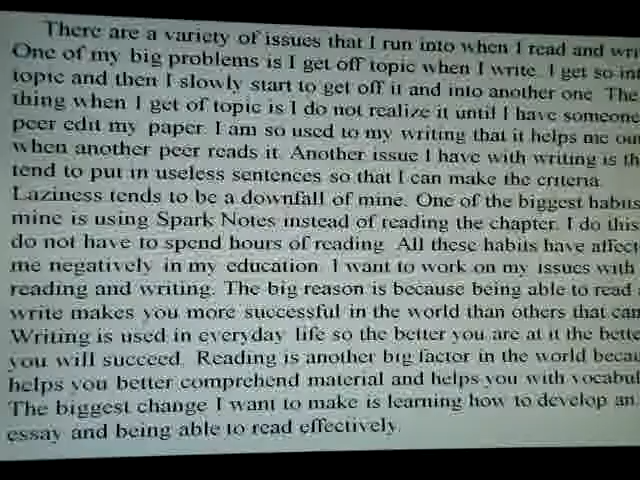 There are a variety of issues that I run into when I read and
One of my big problems is I get off topic when I write. I get so
topic and then I slowly start to get off it and into another one. The
thing when I get of topic is I do not realize it until I have someone
peer edit my paper. I am so used to my writing that it helps me
when another peer reads it. Another issue I have with writing is
tend to put in useless sentences so that I can make the criteria.
Laziness tends to be a downfall of mine. One of the biggest
mine is using Spark Notes instead of reading the chapter. I do this
do not have to spend hours of reading. All these habits have
me negatively in my education. I want to work on my issues with
reading and writing. The big reason is because being able to read
write makes you more successful in the world than others that
Writing is used in everyday life so the better you are at it the
you will succeed. Reading is another big factor in the world
helps you better comprehend material and helps you with
The biggest change I want to make is learning how to develop an
essay and being able to read effectively.